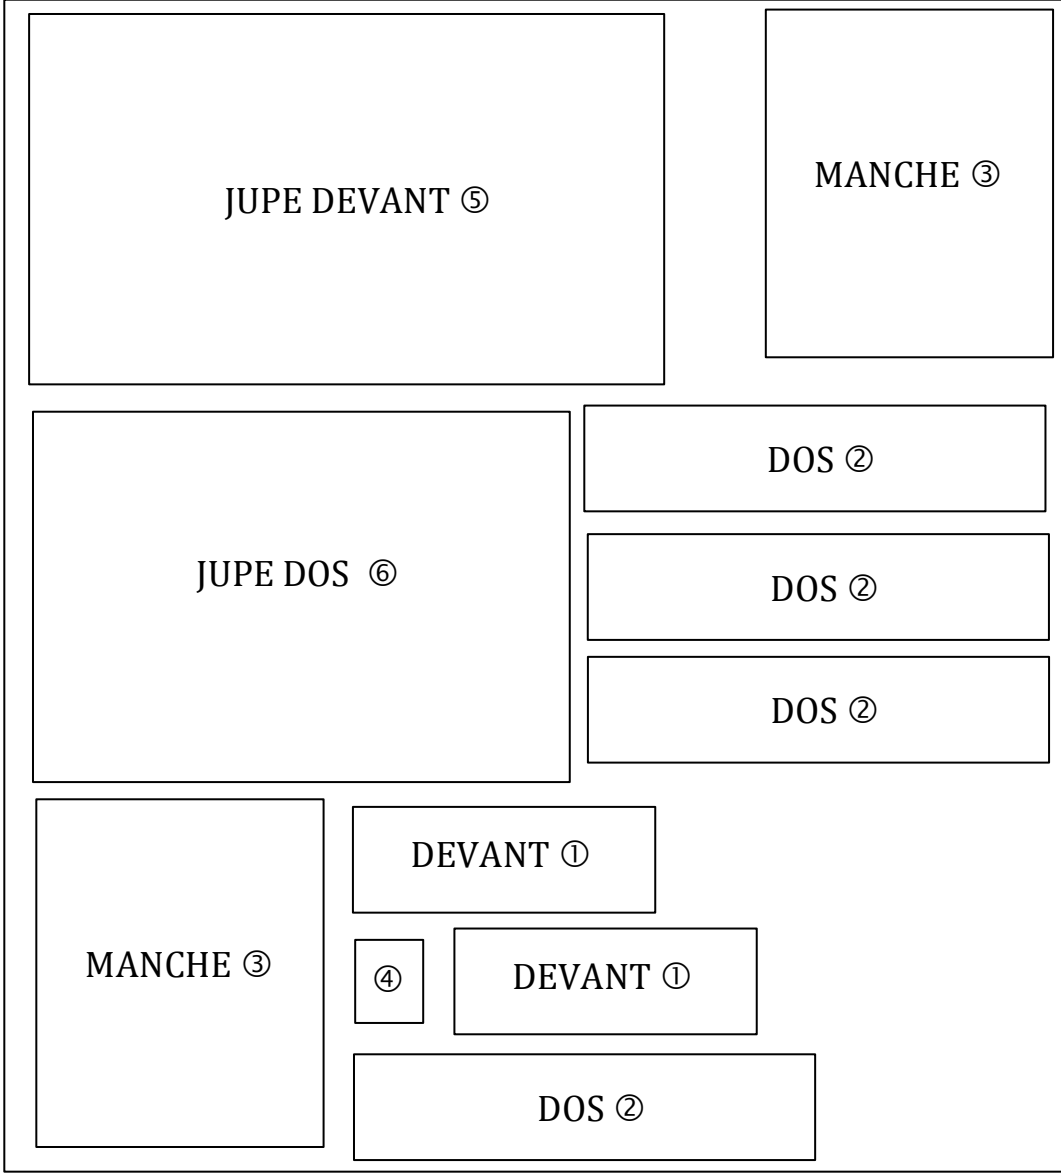 JUPE DEVANT ⑤
MANCHE ③
DOS ②
JUPE DOS ⑥
DOS ②
DOS ②
DEVANT ①
MANCHE ③
④
DEVANT ①
DOS ②